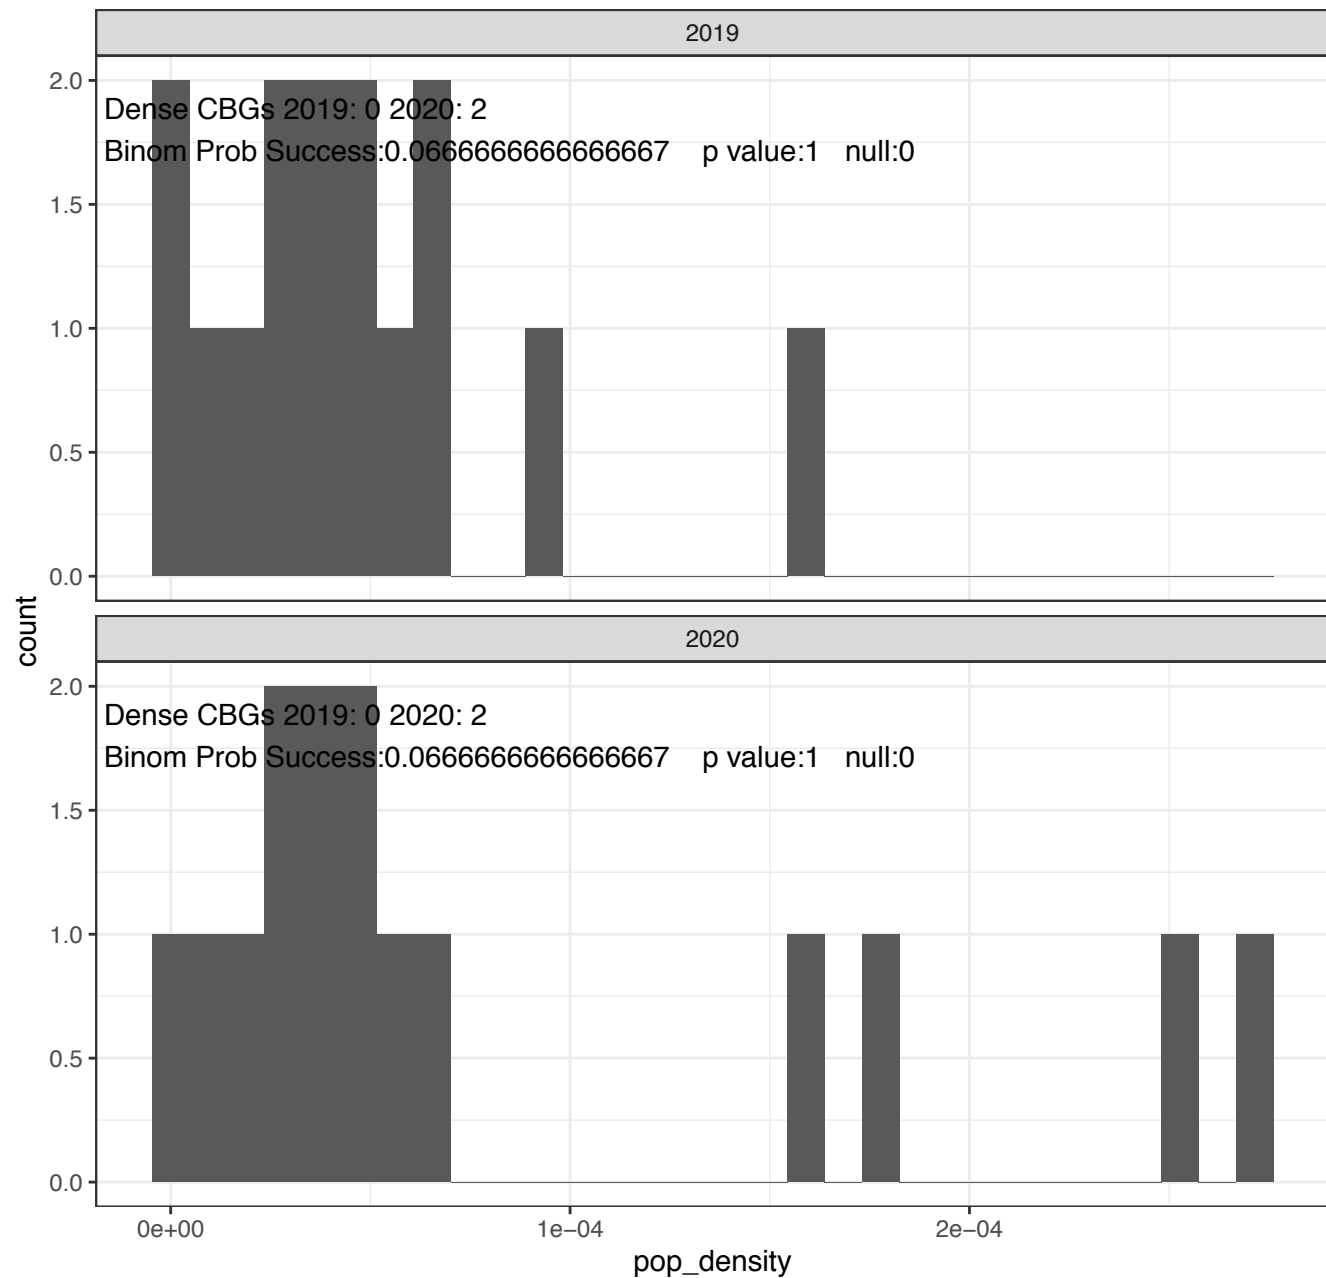 2019
2.0
Dense CBGs 2019: 0 2020: 2
Binom Prob Success:0.0666666666666667 p value:1 null:0
1.5
1.0
0.5
0.0
count
2020
2.0
Dense CBGs 2019: 0 2020: 2
Binom Prob Success:0.0666666666666667 p value:1 null:0
1.5
1.0
0.5
0.0
0e+00 1e−04 2e−04
pop_density